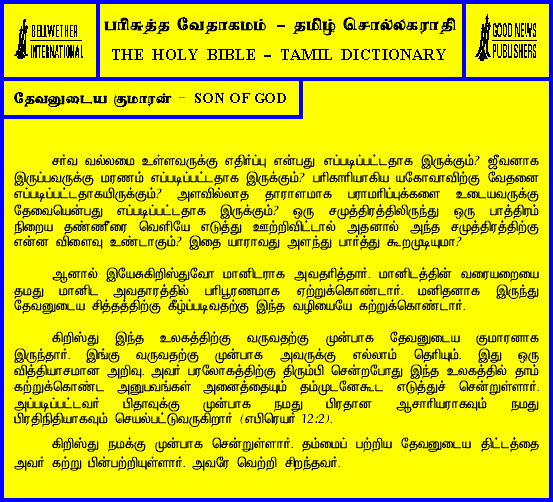 BELLWETHER
INTERNATIONAL
பரிசுத்த வேதாகமம் – தமிழ் சொல்லகராதி
THE HOLY BIBLE – TAMIL DICTIONARY
GOOD NEWS
PUBLISHERS
தேவனுடைய குமாரன் – SON OF GOD
சர்வ வல்லமை உள்ளவருக்கு எதிர்ப்பு என்பது எப்படிப்பட்டதாக இருக்கும்? ஜீவனாக
இருப்பவருக்கு மரணம் எப்படிப்பட்டதாக இருக்கும்? பரிகாரியாகிய யகோவாவிற்கு வேதனை
எப்படிப்பட்டதாகயிருக்கும்? அளவில்லாத தாராளமாக பராமரிப்புக்களை உடையவருக்கு
தேவையென்பது எப்படிப்பட்டதாக இருக்கும்? ஒரு சமுத்திரத்திலிருந்து ஒரு பாத்திரம்
நிறைய தண்ணீரை வெளியே எடுத்து ஊற்றிவிட்டால் அதனால் அந்த சமுத்திரத்திற்கு
என்ன விளைவு உண்டாகும்? இதை யாராவது அளந்து பார்த்து கூறமுடியுமா?
ஆனால் இயேசுகிறிஸ்துவோ மானிடராக அவதரித்தார். மானிடத்தின் வரையறையை
தமது மானிட அவதாரத்தில் பரிபூரணமாக ஏற்றுக்கொண்டார். மனிதனாக இருந்து
தேவனுடைய சித்தத்திற்கு கீழ்ப்படிவதற்கு இந்த வழியையே கற்றுக்கொண்டார்.
கிறிஸ்து இந்த உலகத்திற்கு வருவதற்கு முன்பாக தேவனுடைய குமாரனாக
இருந்தார். இங்கு வருவதற்கு முன்பாக அவருக்கு எல்லாம் தெரியும். இது ஒரு
வித்தியாசமான அறிவு. அவர் பரலோகத்திற்கு திரும்பி சென்றபோது இந்த உலகத்தில் தாம்
கற்றுக்கொண்ட அனுபவங்கள் அனைத்தையும் தம்முடனேகூட எடுத்துச் சென்றுள்ளார்.
அப்படிப்பட்டவர் பிதாவுக்கு முன்பாக நமது பிரதான ஆசாரியராகவும் நமது
பிரதிநிதியாகவும் செயல்பட்டுவருகிறார் (எபிரெயர் 12:2).
கிறிஸ்து நமக்கு முன்பாக சென்றுள்ளார். தம்மைப் பற்றிய தேவனுடைய திட்டத்தை
அவர் கற்று பின்பற்றியுள்ளார். அவரே வெற்றி சிறந்தவர்.